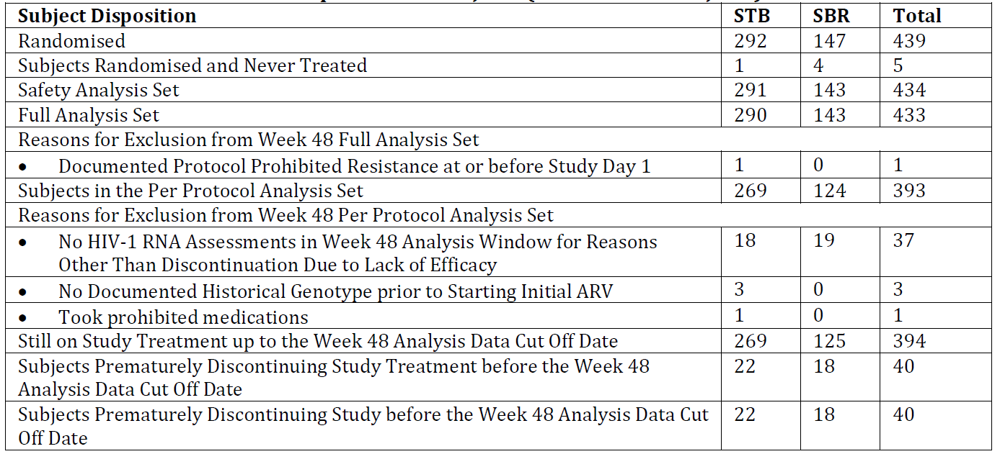 Subject Disposition STB SBR Total
Randomised 292 147 439
Subjects Randomised and Never Treated 1 4 5
Safety Analysis Set 291 143 434
Full Analysis Set 290 143 433
Reasons for Exclusion from Week 48 Full Analysis Set
• Documented Protocol Prohibited Resistance at or before Study Day 1 1 0 1
Subjects in the Per Protocol Analysis Set 269 124 393
Reasons for Exclusion from Week 48 Per Protocol Analysis Set
• No HIV-1 RNA Assessments in Week 48 Analysis Window for Reasons 18 19 37
Other Than Discontinuation Due to Lack of Efficacy
• No Documented Historical Genotype prior to Starting Initial ARV 3 0 3
• Took prohibited medications 1 0 1
Still on Study Treatment up to the Week 48 Analysis Data Cut Off Date 269 125 394
Subjects Prematurely Discontinuing Study Treatment before the Week 48 22 18 40
Analysis Data Cut Off Date
Subjects Prematurely Discontinuing Study before the Week 48 Analysis Data Cut 22 18 40
Off Date